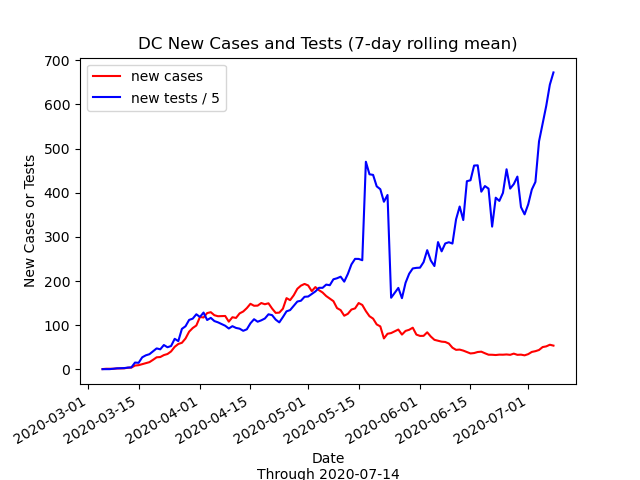 DC New Cases and Tests (7-day rolling mean)
new cases
new tests / 5
New Cases or Tests
700
600
500
400
300
200
100
0
2020-03-01
2020-03-15
2020-04-01
2020-04-15
2020-05-01
2020-05-15
2020-06-01
2020-06-15
2020-07-01
Date
Through 2020-07-14